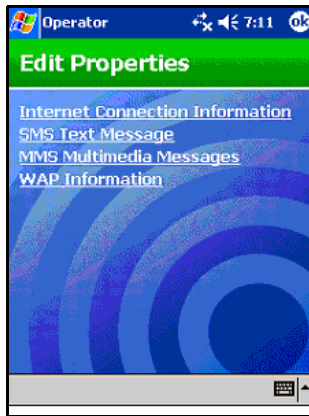 Operator 7:11 ok
Edit Properties
Internet Connection Information
SMS Text Message
MMS Multimedia Messages
WAP Information